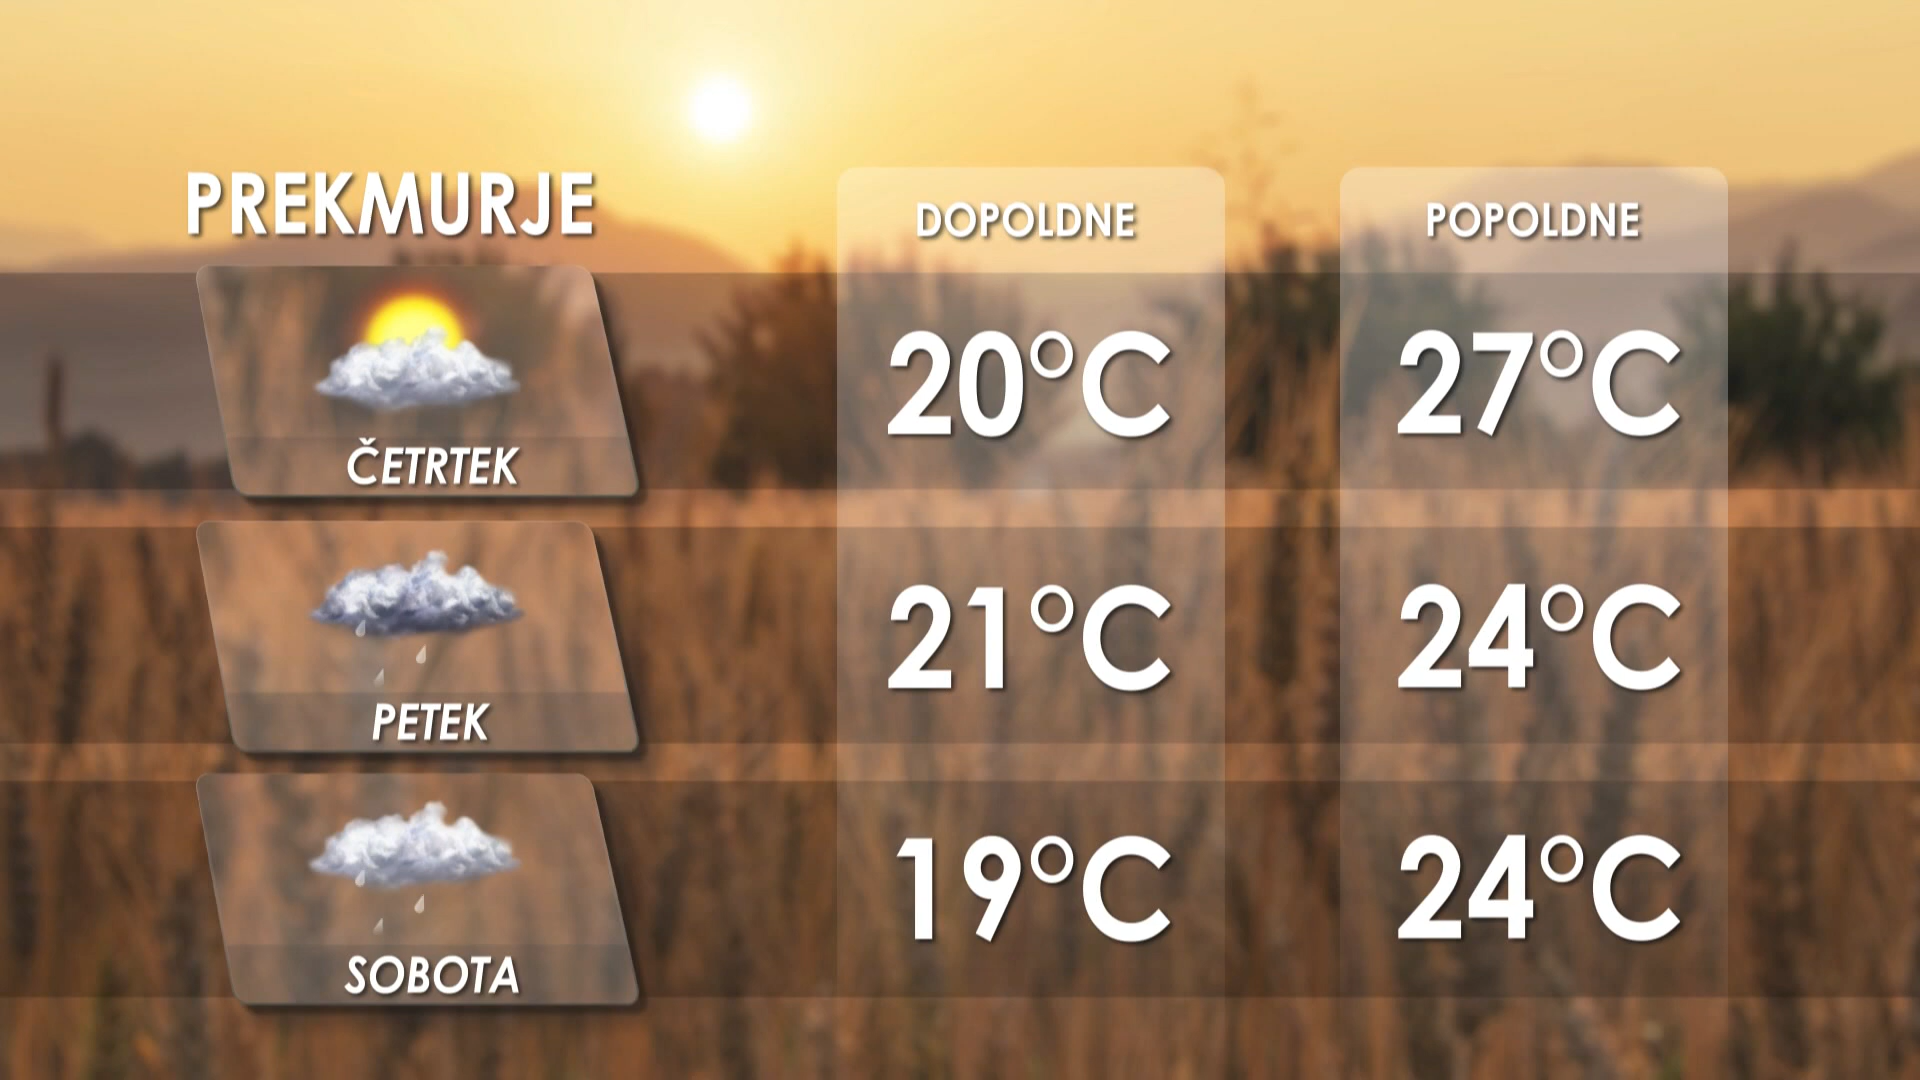 PREKMURJE
DOPOLDNE
POPOLDNE
20°C
27°C
ČETRTEK
21°C
24°C
PETEK
19°C
24°C
SOBOTA